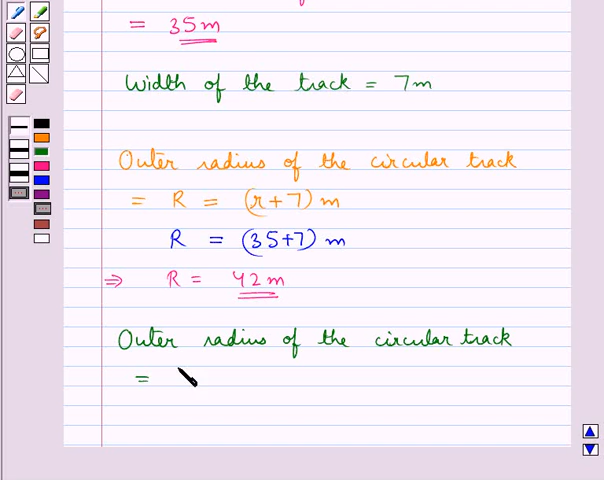 = 35m
Width of the track = 7m
Outer radius of the circular track
= R = (r+7) m
R = (35+7) m
⇒ R = 42m
Outer radius of the circular track
=